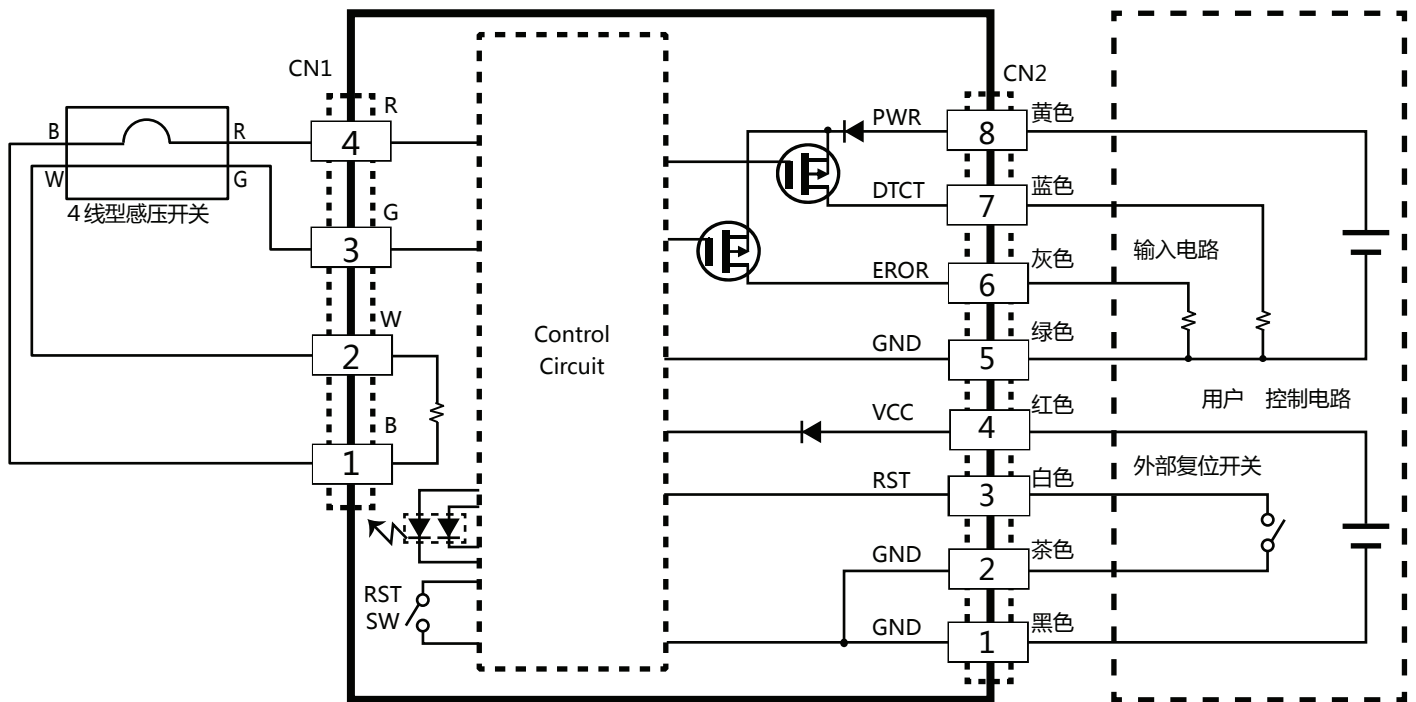 CN1
CN2
R
4
PWR
8
黄色
B
R
W
G
4线型感压开关
DTCT
7
蓝色
G
3
输入电路
EROR
6
灰色
W
2
Control
Circuit
GND
5
绿色
用户 控制电路
B
1
VCC
4
红色
外部复位开关
RST
3
白色
GND
2
茶色
RST
SW
GND
1
黑色